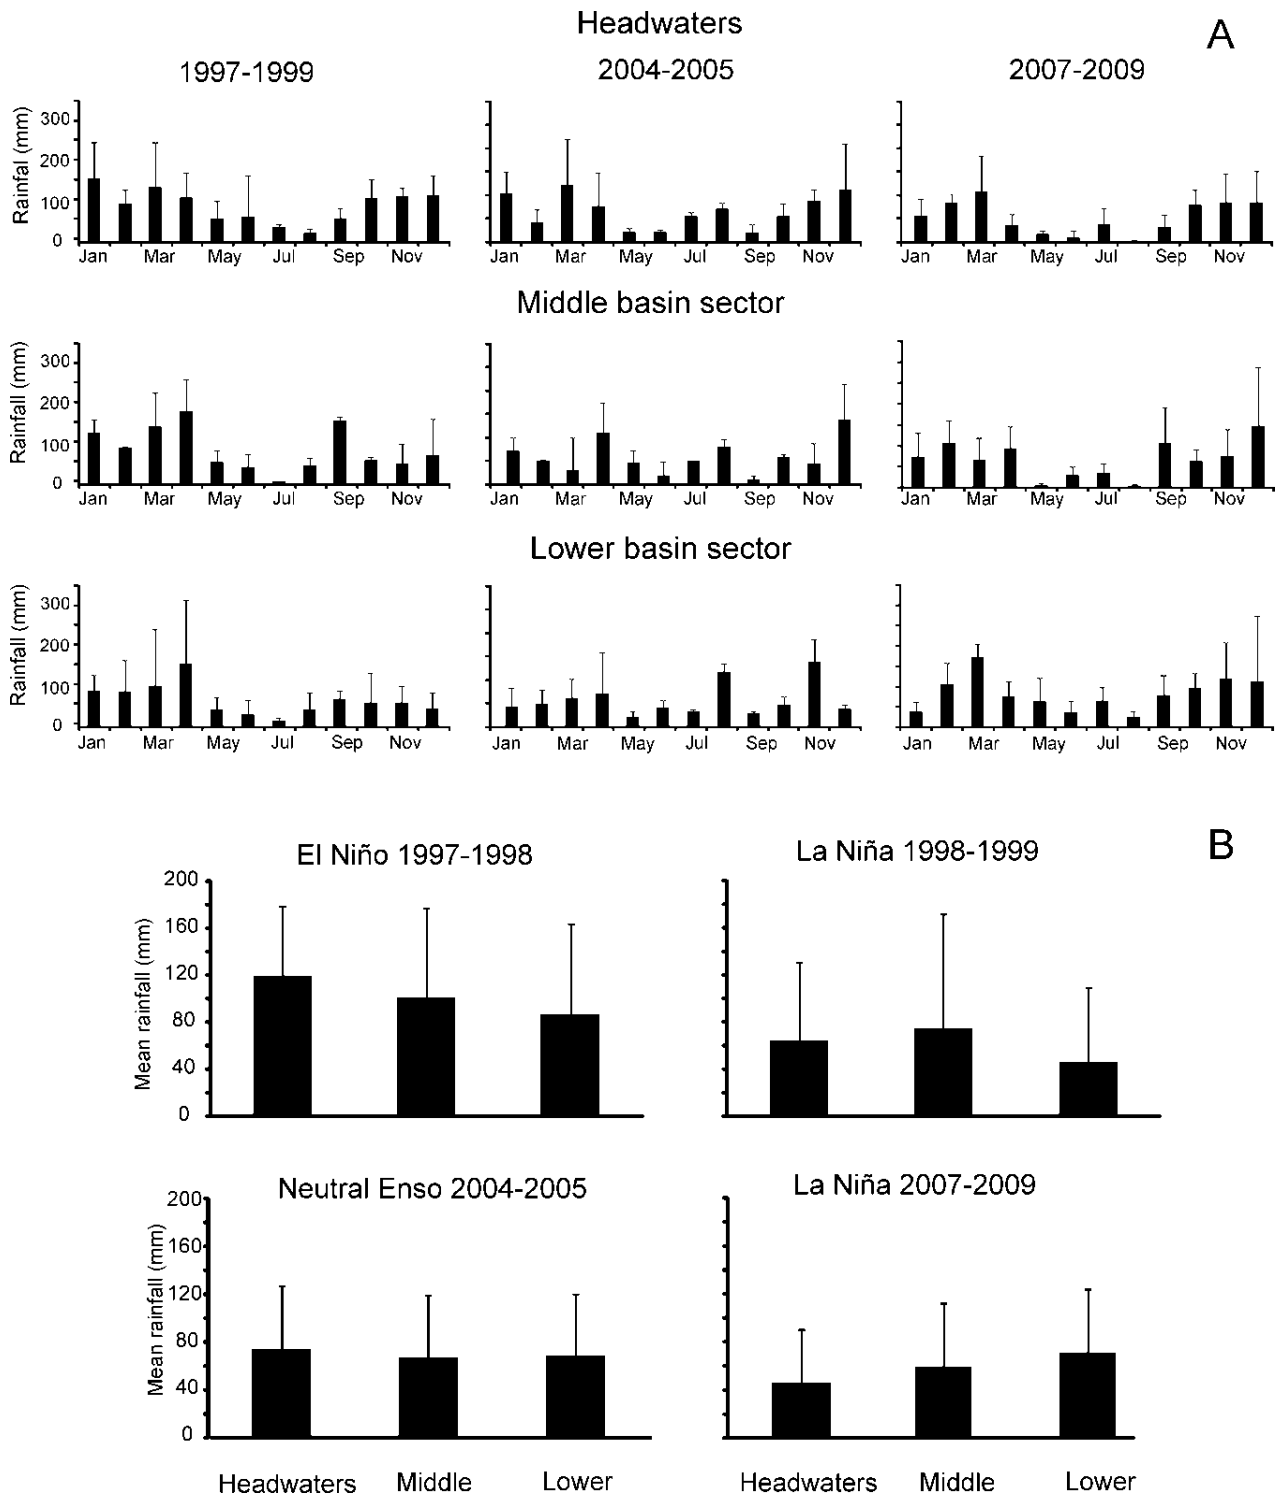 Headwaters
A
1997-1999 2004-2005 2007-2009
Rainfal (mm)
300
200
100
0
Jan Mar May Jul Sep Nov
Jan Mar May Jul Sep Nov
Jan Mar May Jul Sep Nov
Middle basin sector
Rainfall (mm)
300
200
100
0
Jan Mar May Jul Sep Nov
Jan Mar May Jul Sep Nov
Jan Mar May Jul Sep Nov
Lower basin sector
Rainfall (mm)
300
200
100
0
Jan Mar May Jul Sep Nov
Jan Mar May Jul Sep Nov
Jan Mar May Jul Sep Nov
B
El Niño 1997-1998
Mean rainfall (mm)
200
160
120
80
40
0
La Niña 1998-1999
Neutral Enso 2004-2005
Mean rainfall (mm)
200
160
120
80
40
0
Headwaters Middle Lower
La Niña 2007-2009
Headwaters Middle Lower